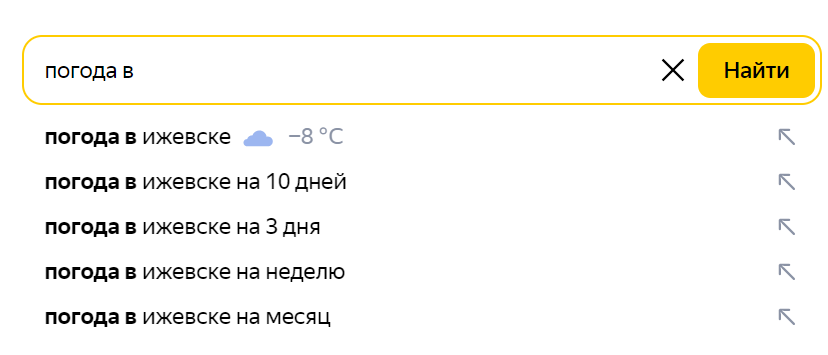 погода в
Найти
погода в ижевске −8 °C
погода в ижевске на 10 дней
погода в ижевске на 3 дня
погода в ижевске на неделю
погода в ижевске на месяц